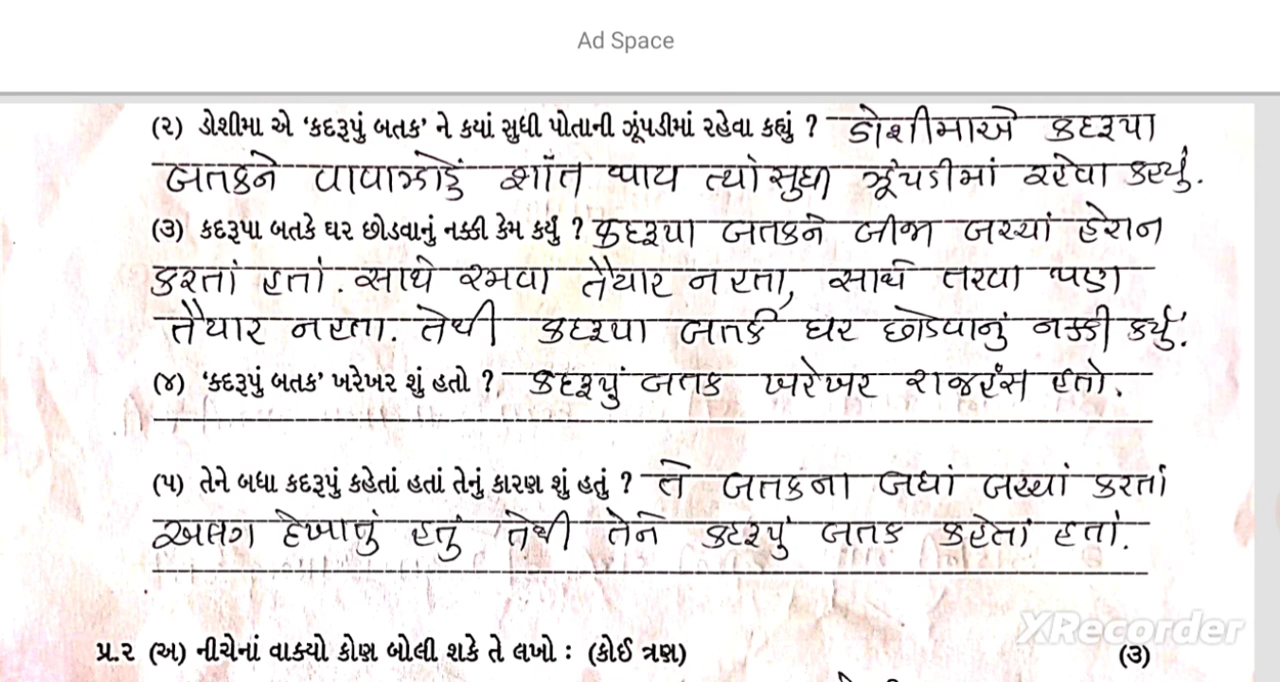 Ad Space
(૨) ડોશીમા એ ‘કદરૂપું બતક’ ને કયાં સુધી પોતાની ઝૂંપડીમાં રહેવા કહ્યું ? ડોશીમાએ કદરૂપા
બતકને વાવાઝોડું શાંત થાય ત્યાં સુધી ઝૂંપડીમાં રહેવા કહ્યું.
(૩) કદરૂપા બતકે ઘર છોડવાનું નક્કી કેમ કર્યું ? કદરૂપા બતકને બીજા બચ્ચાં હેરાન
કરતાં હતાં. સાથે રમવા તૈયાર ન હતા, સાથે તરવા પણ
તૈયાર ન હતા. તેથી કદરૂપા બતકે ઘર છોડવાનું નક્કી કર્યું.
(૪) ‘કદરૂપું બતક’ ખરેખર શું હતો ? કદરૂપું બતક ખરેખર રાજહંસ હતો.
(૫) તેને બધા કદરૂપું કહેતાં હતાં તેનું કારણ શું હતું ? તે બતકના બધાં બચ્ચાં કરતાં
અલગ દેખાતું હતું તેથી તેને કદરૂપું બતક કહેતાં હતાં.
XRecorder
પ્ર.૨ (અ) નીચેનાં વાક્યો કોણ બોલી શકે તે લખો : (કોઈ ત્રણ) (૩)